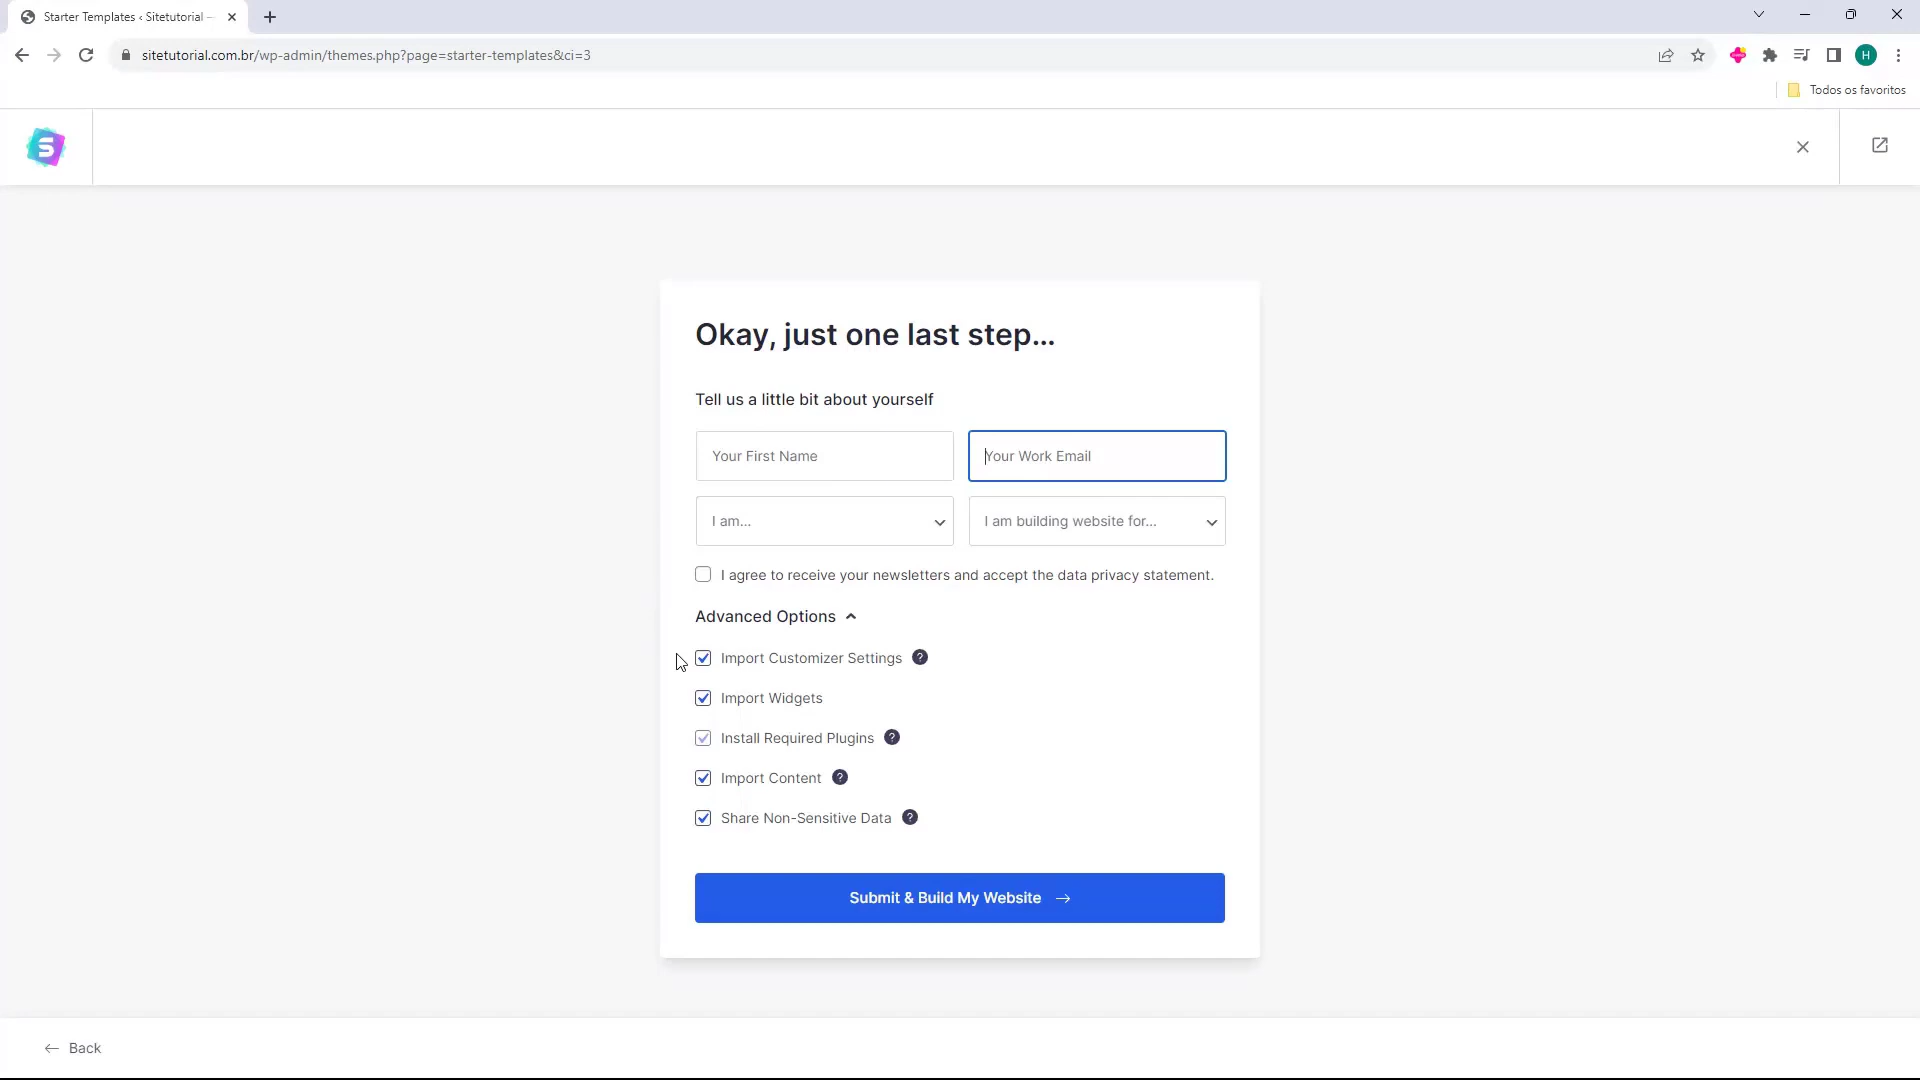 Starter Templates ‹ Sitetutorial —
sitetutorial.com.br/wp-admin/themes.php?page=starter-templates&ci=3
H
Todos os favoritos
S
Okay, just one last step...
Tell us a little bit about yourself
Your First Name
Your Work Email
I am...
I am building website for...
I agree to receive your newsletters and accept the data privacy statement.
Advanced Options
Import Customizer Settings ?
Import Widgets
Install Required Plugins ?
Import Content ?
Share Non-Sensitive Data ?
Submit & Build My Website →
← Back